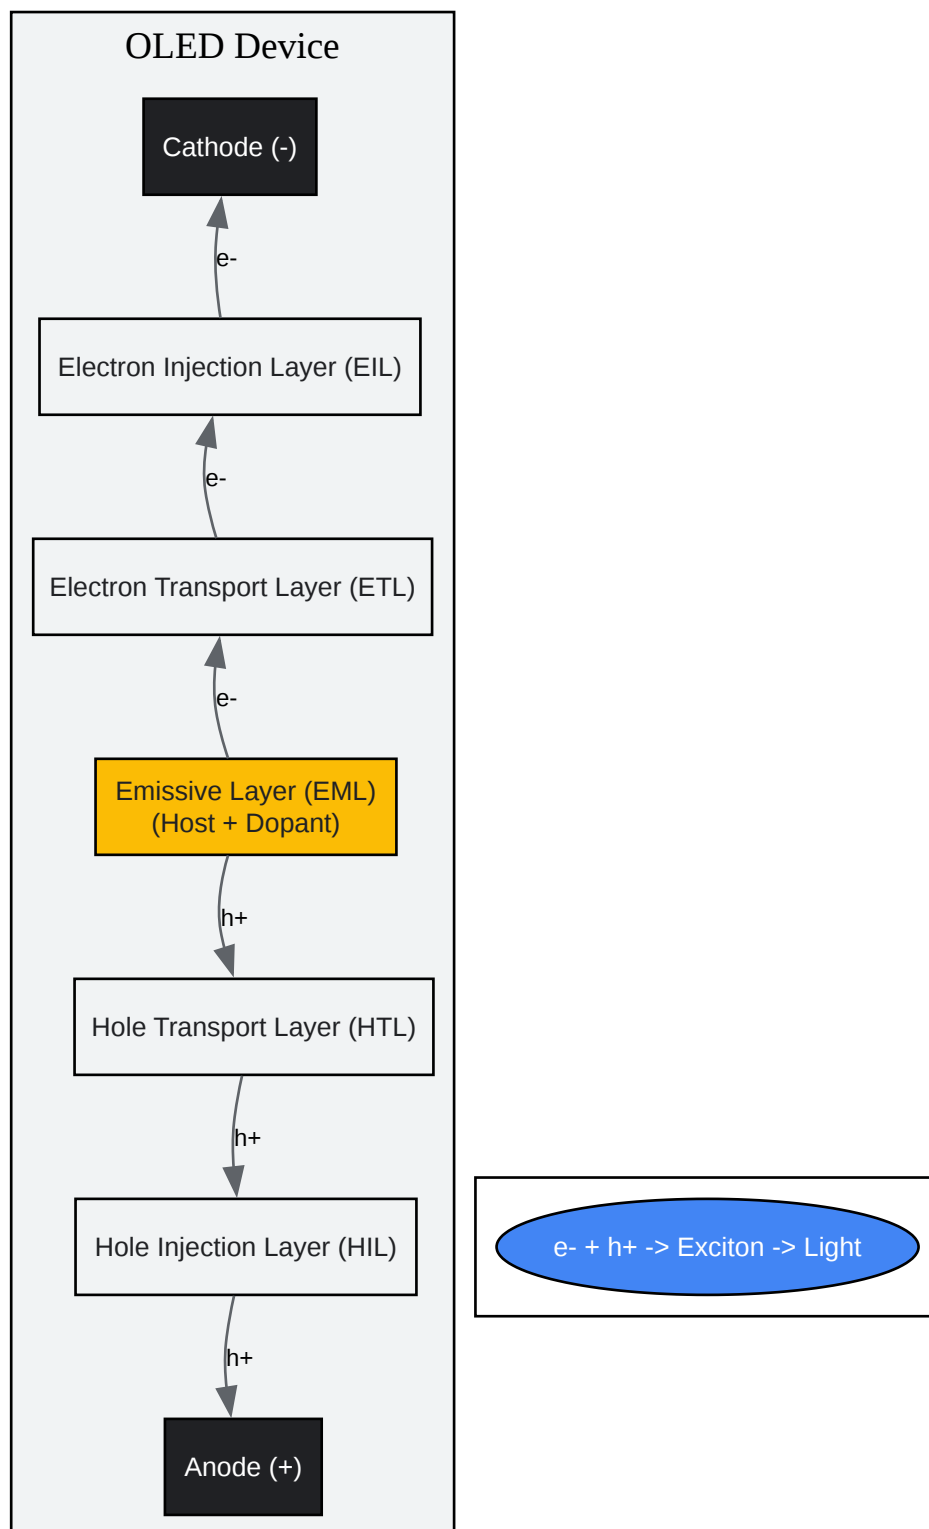 OLED Device
Cathode (-)
e-
Electron Injection Layer (EIL)
e-
Electron Transport Layer (ETL)
e-
Emissive Layer (EML)
(Host + Dopant)
h+
Hole Transport Layer (HTL)
h+
Hole Injection Layer (HIL)
e- + h+ -> Exciton -> Light
h+
Anode (+)